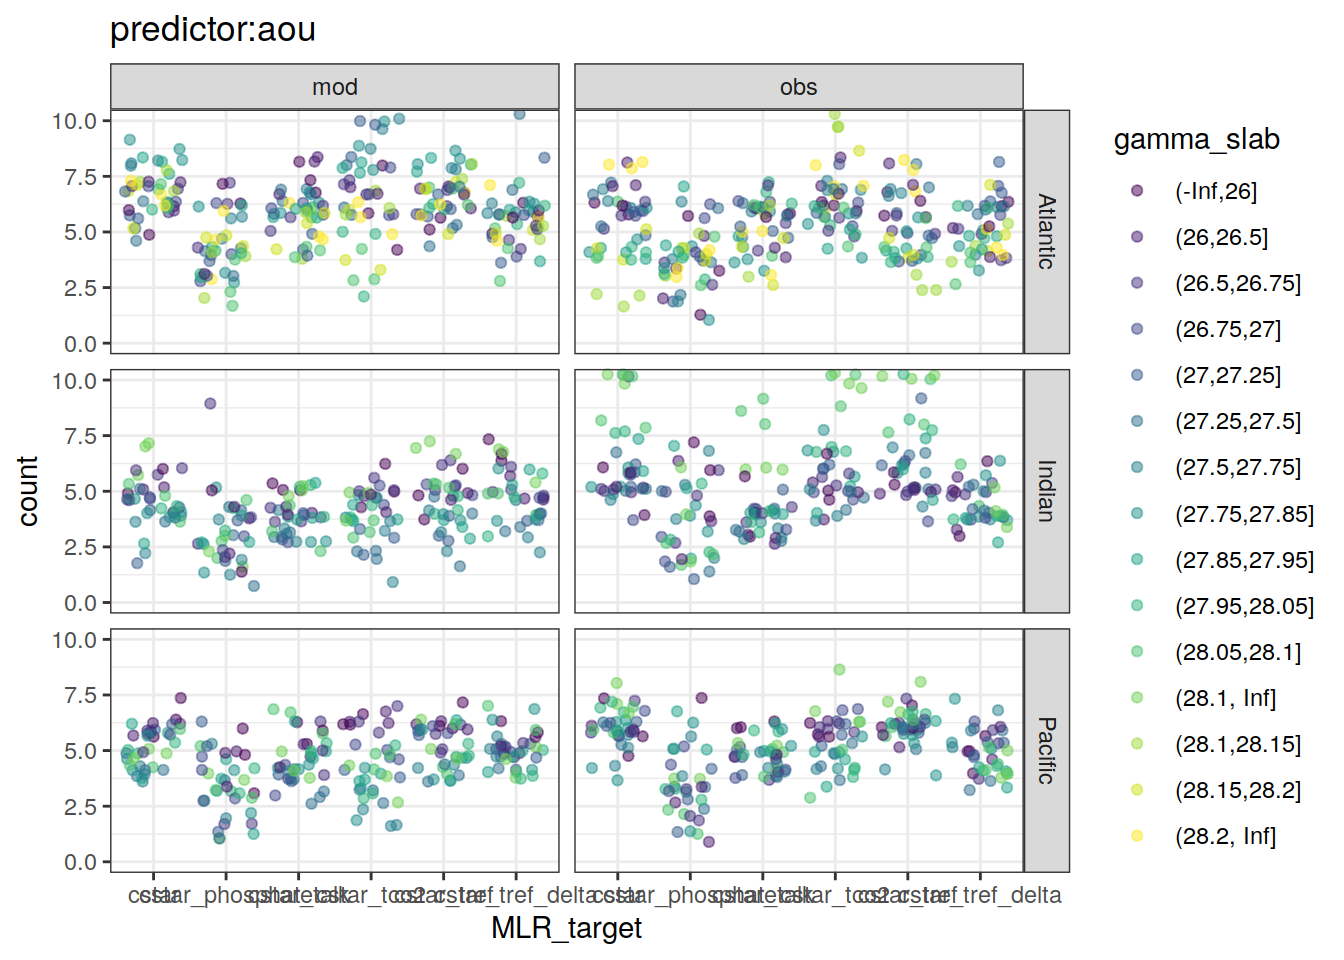 predictor:aou
mod
obs
count
10.0
7.5
5.0
2.5
0.0
Atlantic
10.0
7.5
5.0
2.5
0.0
Indian
10.0
7.5
5.0
2.5
0.0
Pacific
MLR_target
gamma_slab
(-Inf,26]
(26,26.5]
(26.5,26.75]
(26.75,27]
(27,27.25]
(27.25,27.5]
(27.5,27.75]
(27.75,27.85]
(27.85,27.95]
(27.95,28.05]
(28.05,28.1]
(28.1, Inf]
(28.1,28.15]
(28.15,28.2]
(28.2, Inf]